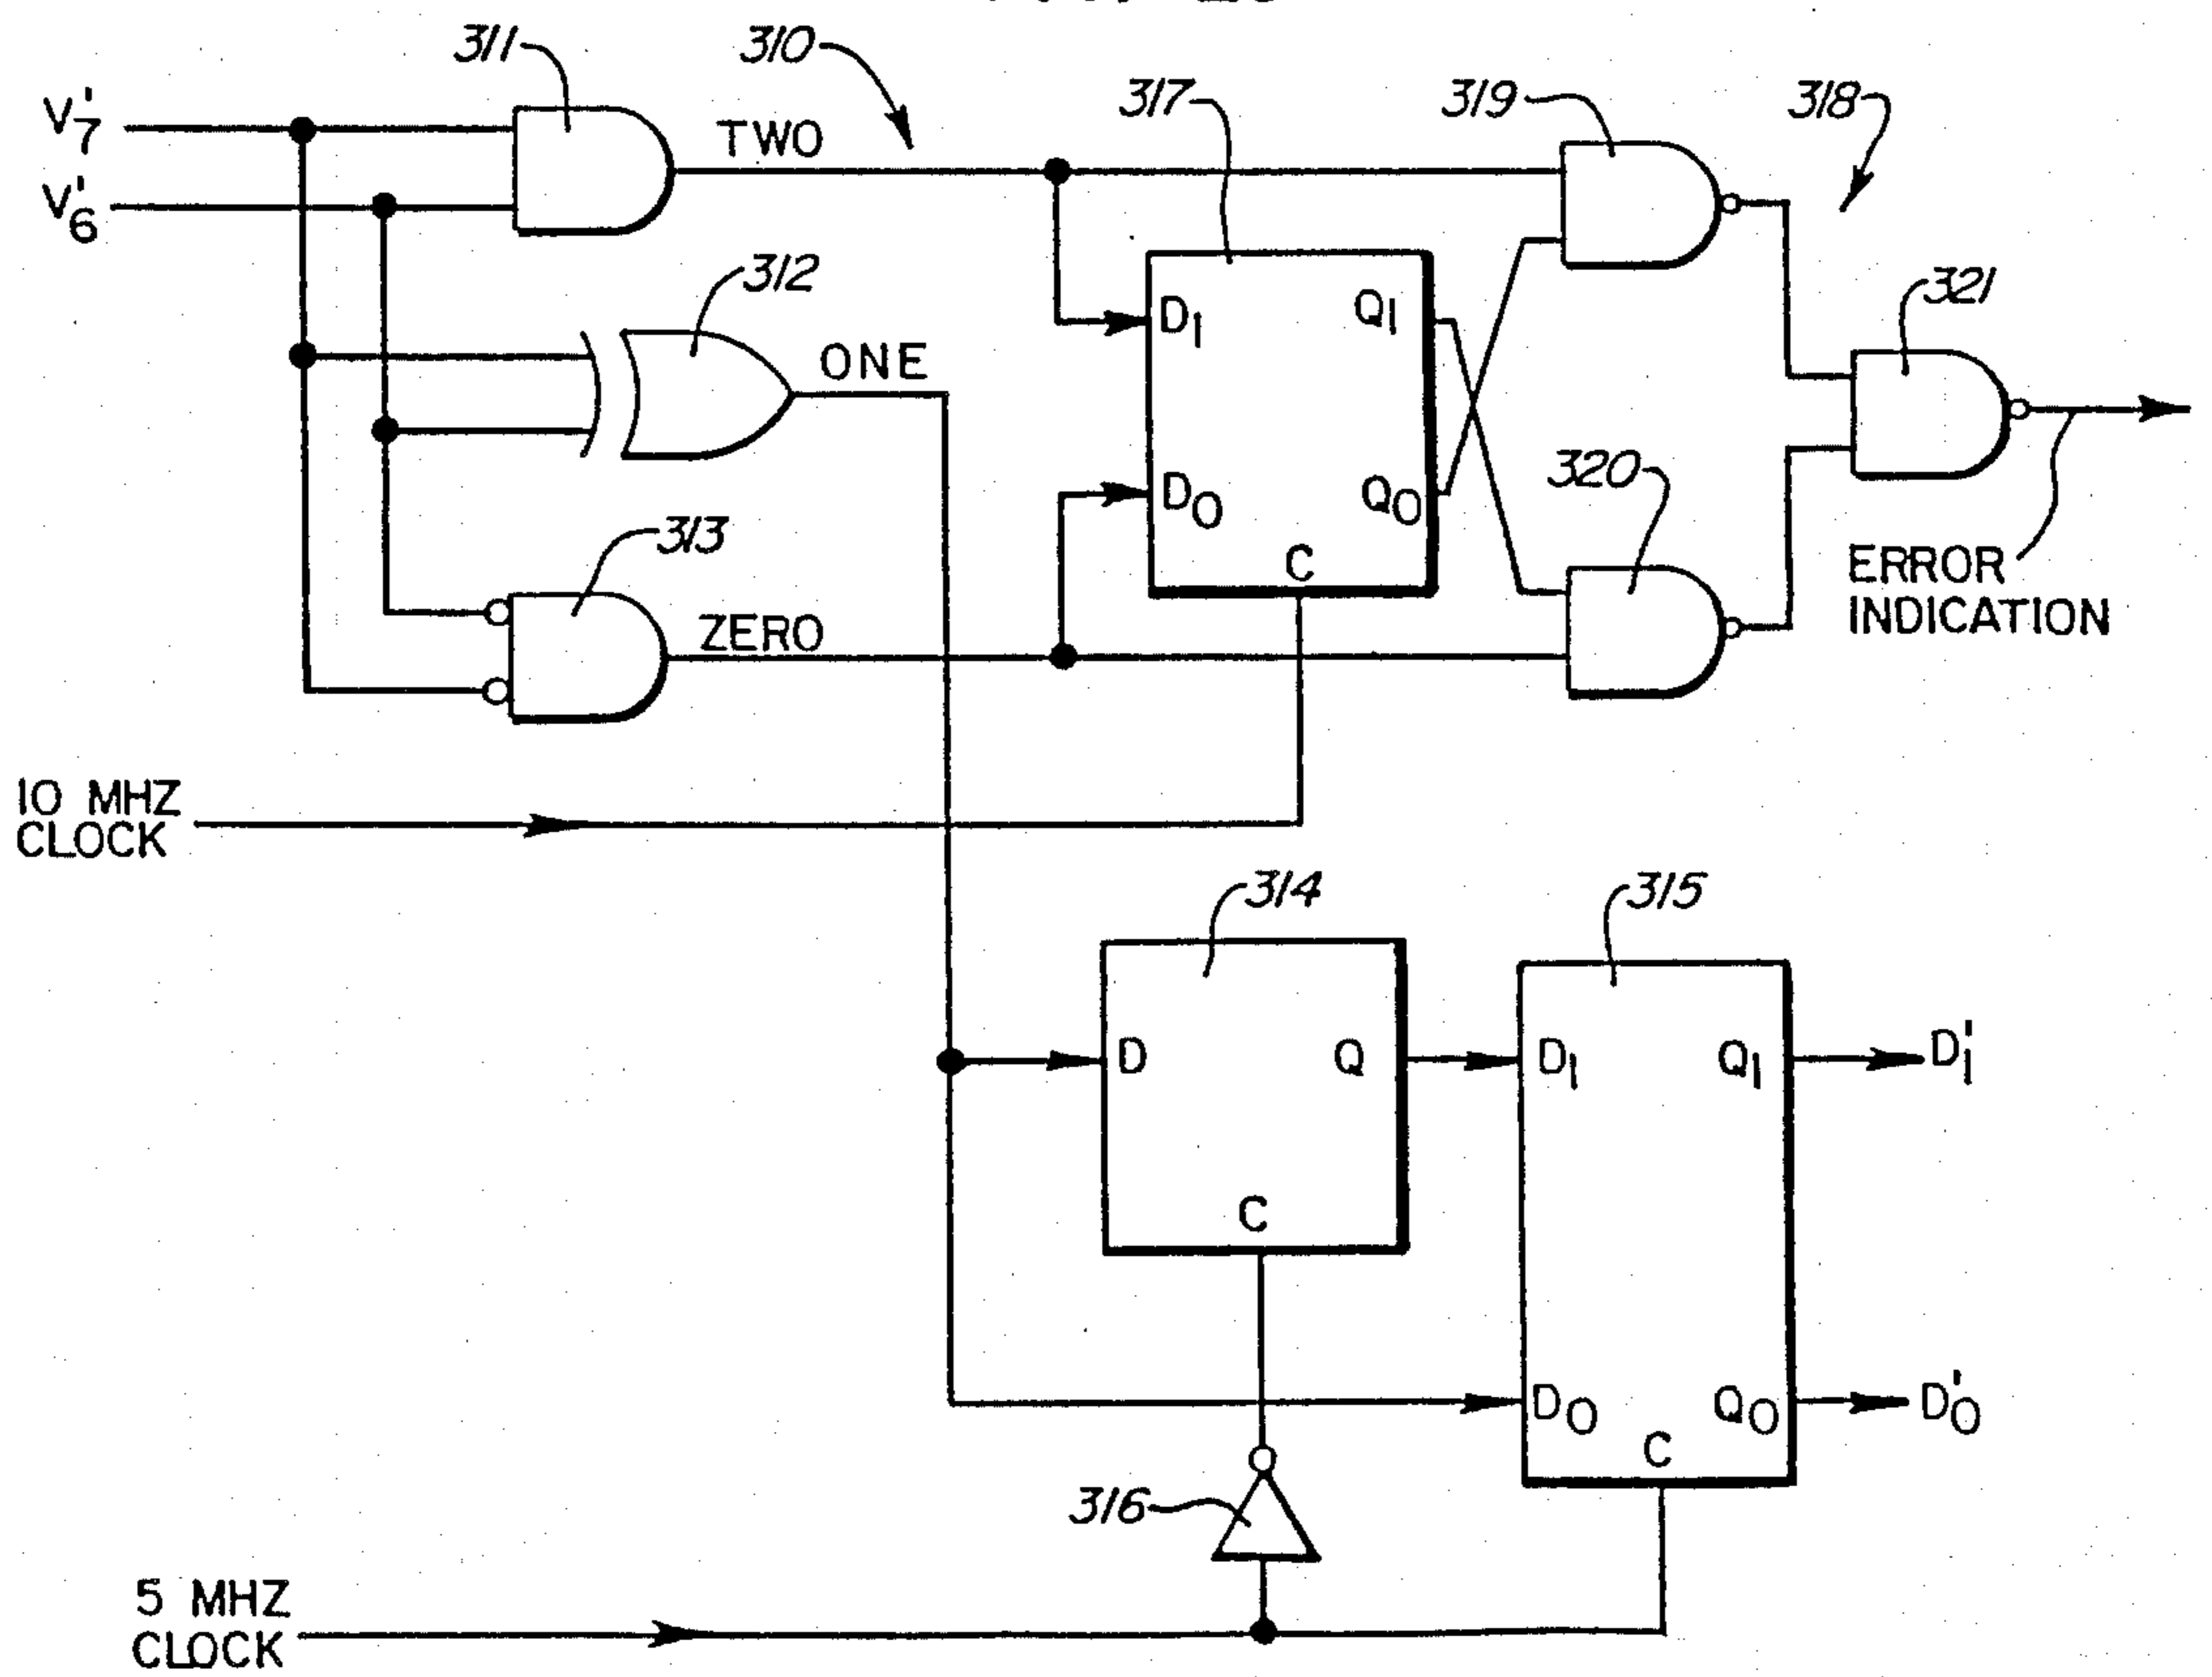 311
310
317
319
318
V'7
TWO
V'6
312
321
D1
Q1
ONE
320
D0
Q0
313
C
ERROR
INDICATION
ZERO
10 MHZ
CLOCK
314
315
D
Q
D1
Q1
D'1
C
D0
Q0
D'0
C
316
5 MHZ
CLOCK